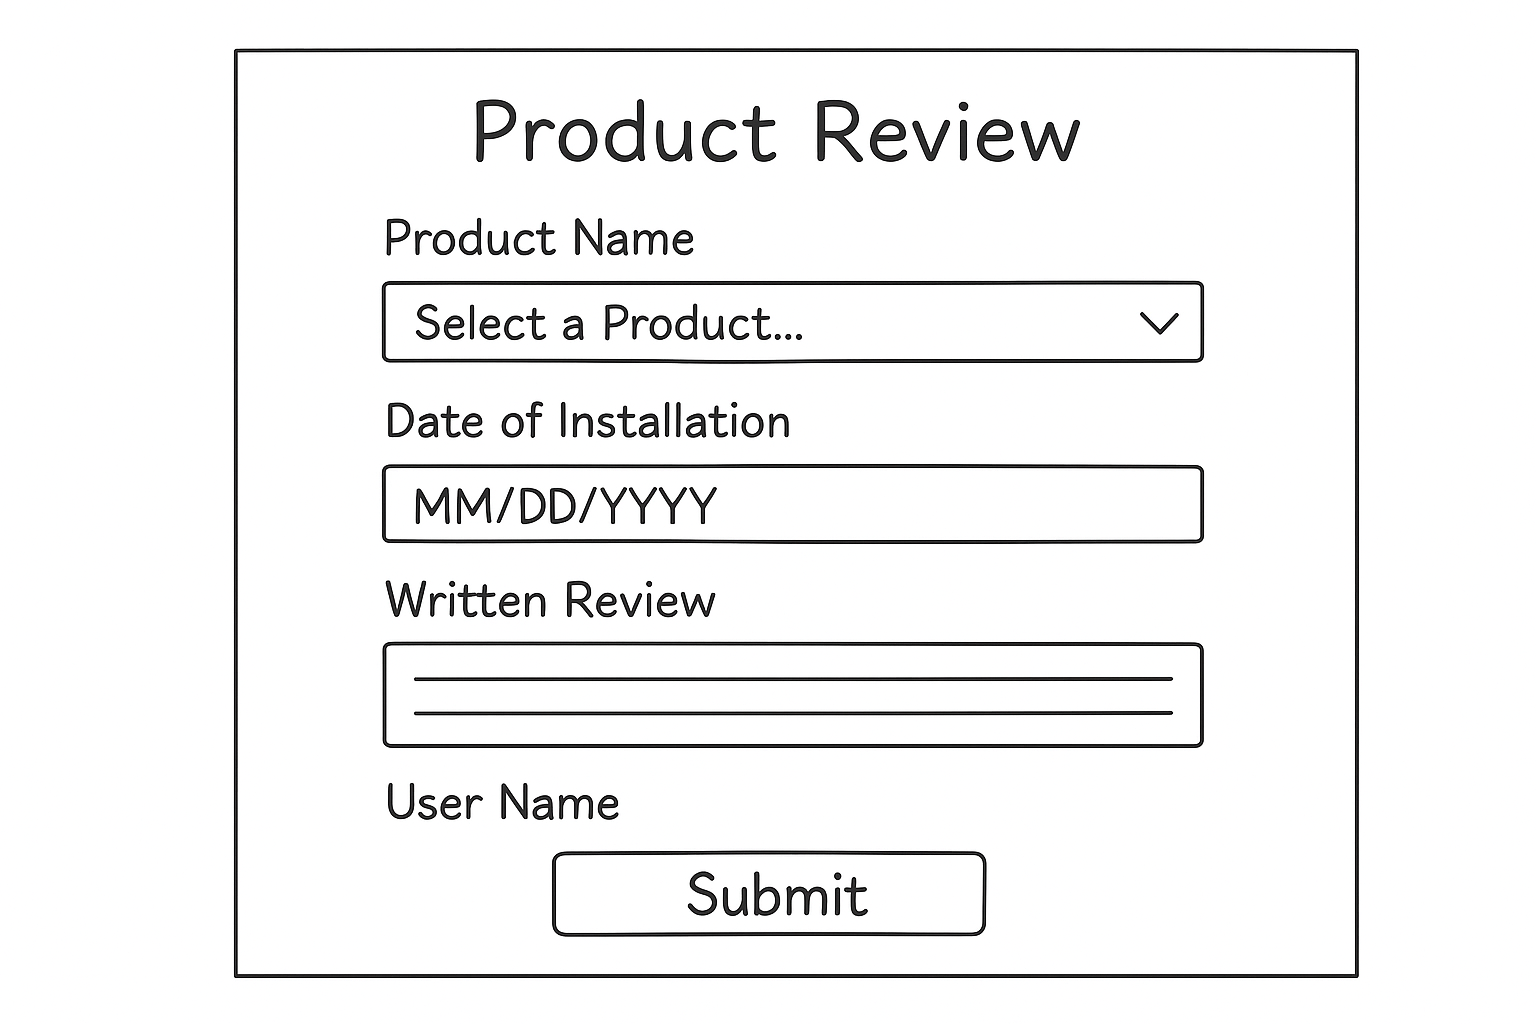 Product Review
Product Name
Select a Product...
Date of Installation
MM/DD/YYYY
Written Review
User Name
Submit